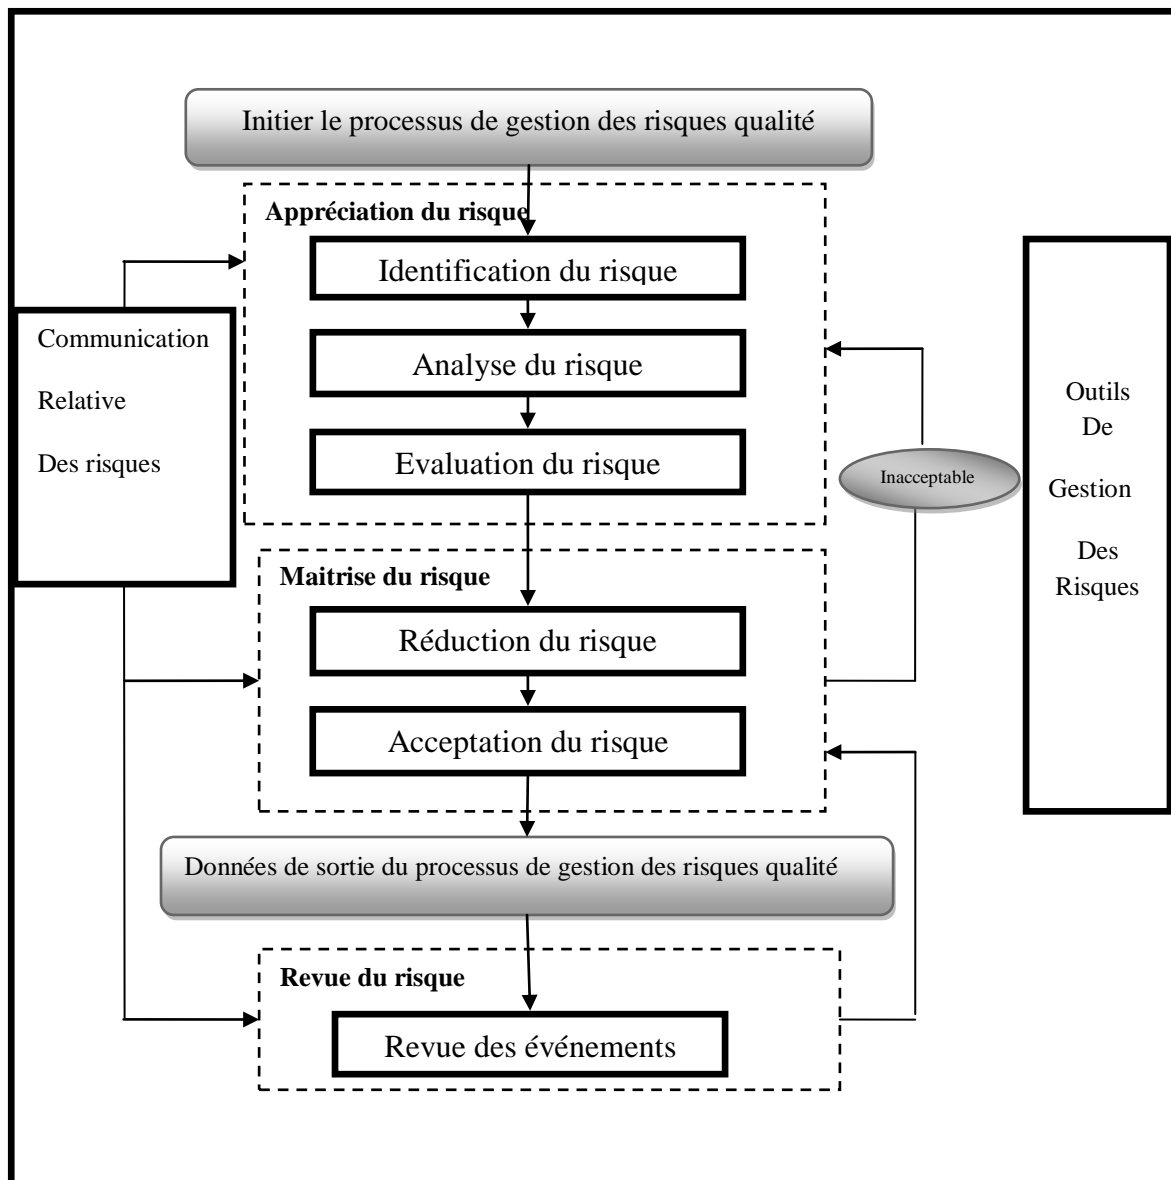 Initier le processus de gestion des risques qualité
Appréciation du risque
Identification du risque
Analyse du risque
Evaluation du risque
Communication
Relative
Des risques
Inacceptable
Outils
De
Gestion
Des
Risques
Maitrise du risque
Réduction du risque
Acceptation du risque
Données de sortie du processus de gestion des risques qualité
Revue du risque
Revue des événements